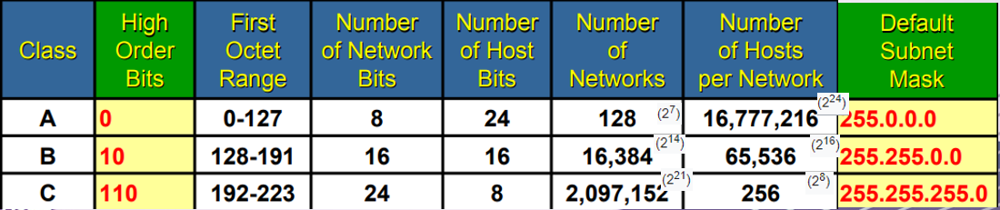 Class High Order Bits First Octet Range Number of Network Bits Number of Host Bits Number of Networks Number of Hosts per Network Default Subnet Mask
A 0 0-127 8 24 128 (2^7) 16,777,216 (2^24) 255.0.0.0
B 10 128-191 16 16 16,384 (2^14) 65,536 (2^16) 255.255.0.0
C 110 192-223 24 8 2,097,152 (2^21) 256 (2^8) 255.255.255.0